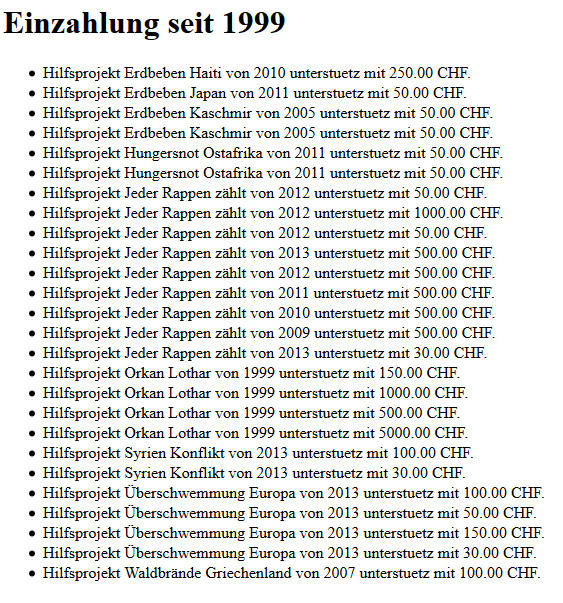 Einzahlung seit 1999
Hilfsprojekt Erdbeben Haiti von 2010 unterstuetz mit 250.00 CHF.
Hilfsprojekt Erdbeben Japan von 2011 unterstuetz mit 50.00 CHF.
Hilfsprojekt Erdbeben Kaschmir von 2005 unterstuetz mit 50.00 CHF.
Hilfsprojekt Erdbeben Kaschmir von 2005 unterstuetz mit 50.00 CHF.
Hilfsprojekt Hungersnot Ostafrika von 2011 unterstuetz mit 50.00 CHF.
Hilfsprojekt Hungersnot Ostafrika von 2011 unterstuetz mit 50.00 CHF.
Hilfsprojekt Jeder Rappen zählt von 2012 unterstuetz mit 50.00 CHF.
Hilfsprojekt Jeder Rappen zählt von 2012 unterstuetz mit 1000.00 CHF.
Hilfsprojekt Jeder Rappen zählt von 2012 unterstuetz mit 50.00 CHF.
Hilfsprojekt Jeder Rappen zählt von 2013 unterstuetz mit 500.00 CHF.
Hilfsprojekt Jeder Rappen zählt von 2012 unterstuetz mit 500.00 CHF.
Hilfsprojekt Jeder Rappen zählt von 2011 unterstuetz mit 500.00 CHF.
Hilfsprojekt Jeder Rappen zählt von 2010 unterstuetz mit 500.00 CHF.
Hilfsprojekt Jeder Rappen zählt von 2009 unterstuetz mit 500.00 CHF.
Hilfsprojekt Jeder Rappen zählt von 2013 unterstuetz mit 30.00 CHF.
Hilfsprojekt Orkan Lothar von 1999 unterstuetz mit 150.00 CHF.
Hilfsprojekt Orkan Lothar von 1999 unterstuetz mit 1000.00 CHF.
Hilfsprojekt Orkan Lothar von 1999 unterstuetz mit 500.00 CHF.
Hilfsprojekt Orkan Lothar von 1999 unterstuetz mit 5000.00 CHF.
Hilfsprojekt Syrien Konflikt von 2013 unterstuetz mit 100.00 CHF.
Hilfsprojekt Syrien Konflikt von 2013 unterstuetz mit 30.00 CHF.
Hilfsprojekt Überschwemmung Europa von 2013 unterstuetz mit 100.00 CHF.
Hilfsprojekt Überschwemmung Europa von 2013 unterstuetz mit 50.00 CHF.
Hilfsprojekt Überschwemmung Europa von 2013 unterstuetz mit 150.00 CHF.
Hilfsprojekt Überschwemmung Europa von 2013 unterstuetz mit 30.00 CHF.
Hilfsprojekt Waldbrände Griechenland von 2007 unterstuetz mit 100.00 CHF.